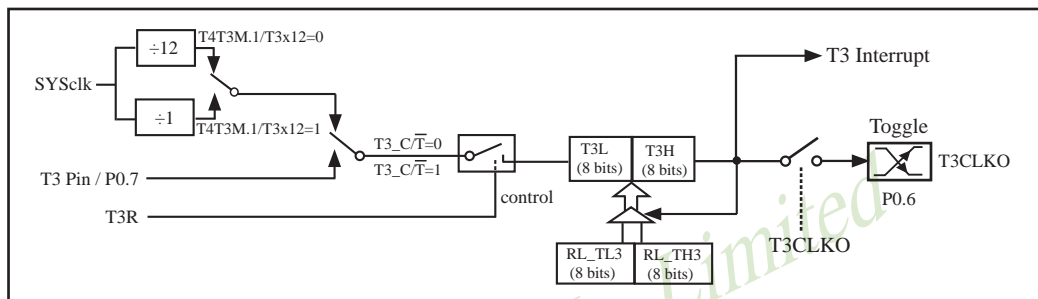 ÷12
T4T3M.1/T3x12=0
SYSclk
÷1
T4T3M.1/T3x12=1
T3 Pin / P0.7
T3_C/T̅=0
T3_C/T̅=1
T3R
control
T3L
(8 bits)
T3H
(8 bits)
RL_TL3
(8 bits)
RL_TH3
(8 bits)
T3 Interrupt
Toggle
T3CLKO
P0.6
T3CLKO
Limited